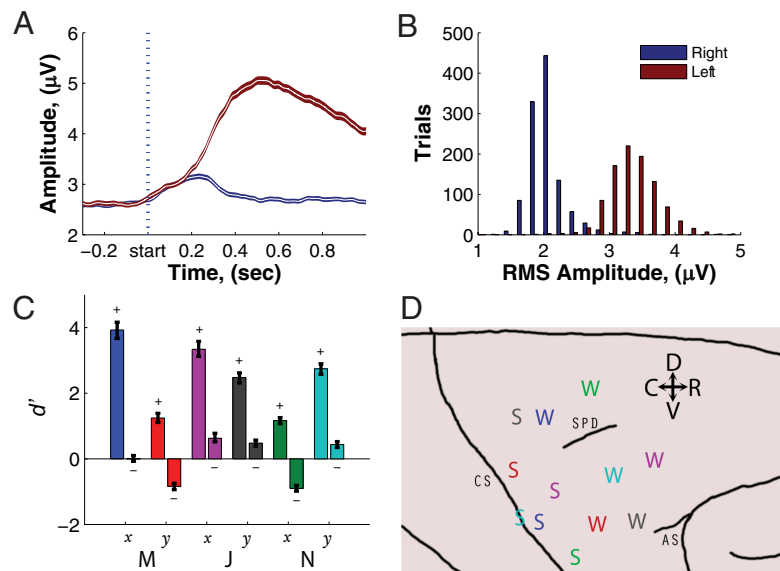 A
Amplitude, (μV)
6
5
4
3
2
−0.2 start 0.2 0.4 0.6 0.8
Time, (sec)
B
Trials
500
400
300
200
100
0
1 2 3 4 5
RMS Amplitude, (μV)
Right
Left
C
d'
4
2
0
−2
+ + + + + +
− − − − − −
x y x y x y
M J N
D
W
D
C R
V
S W
SPD
S W W
CS
S
S S W W
AS
S